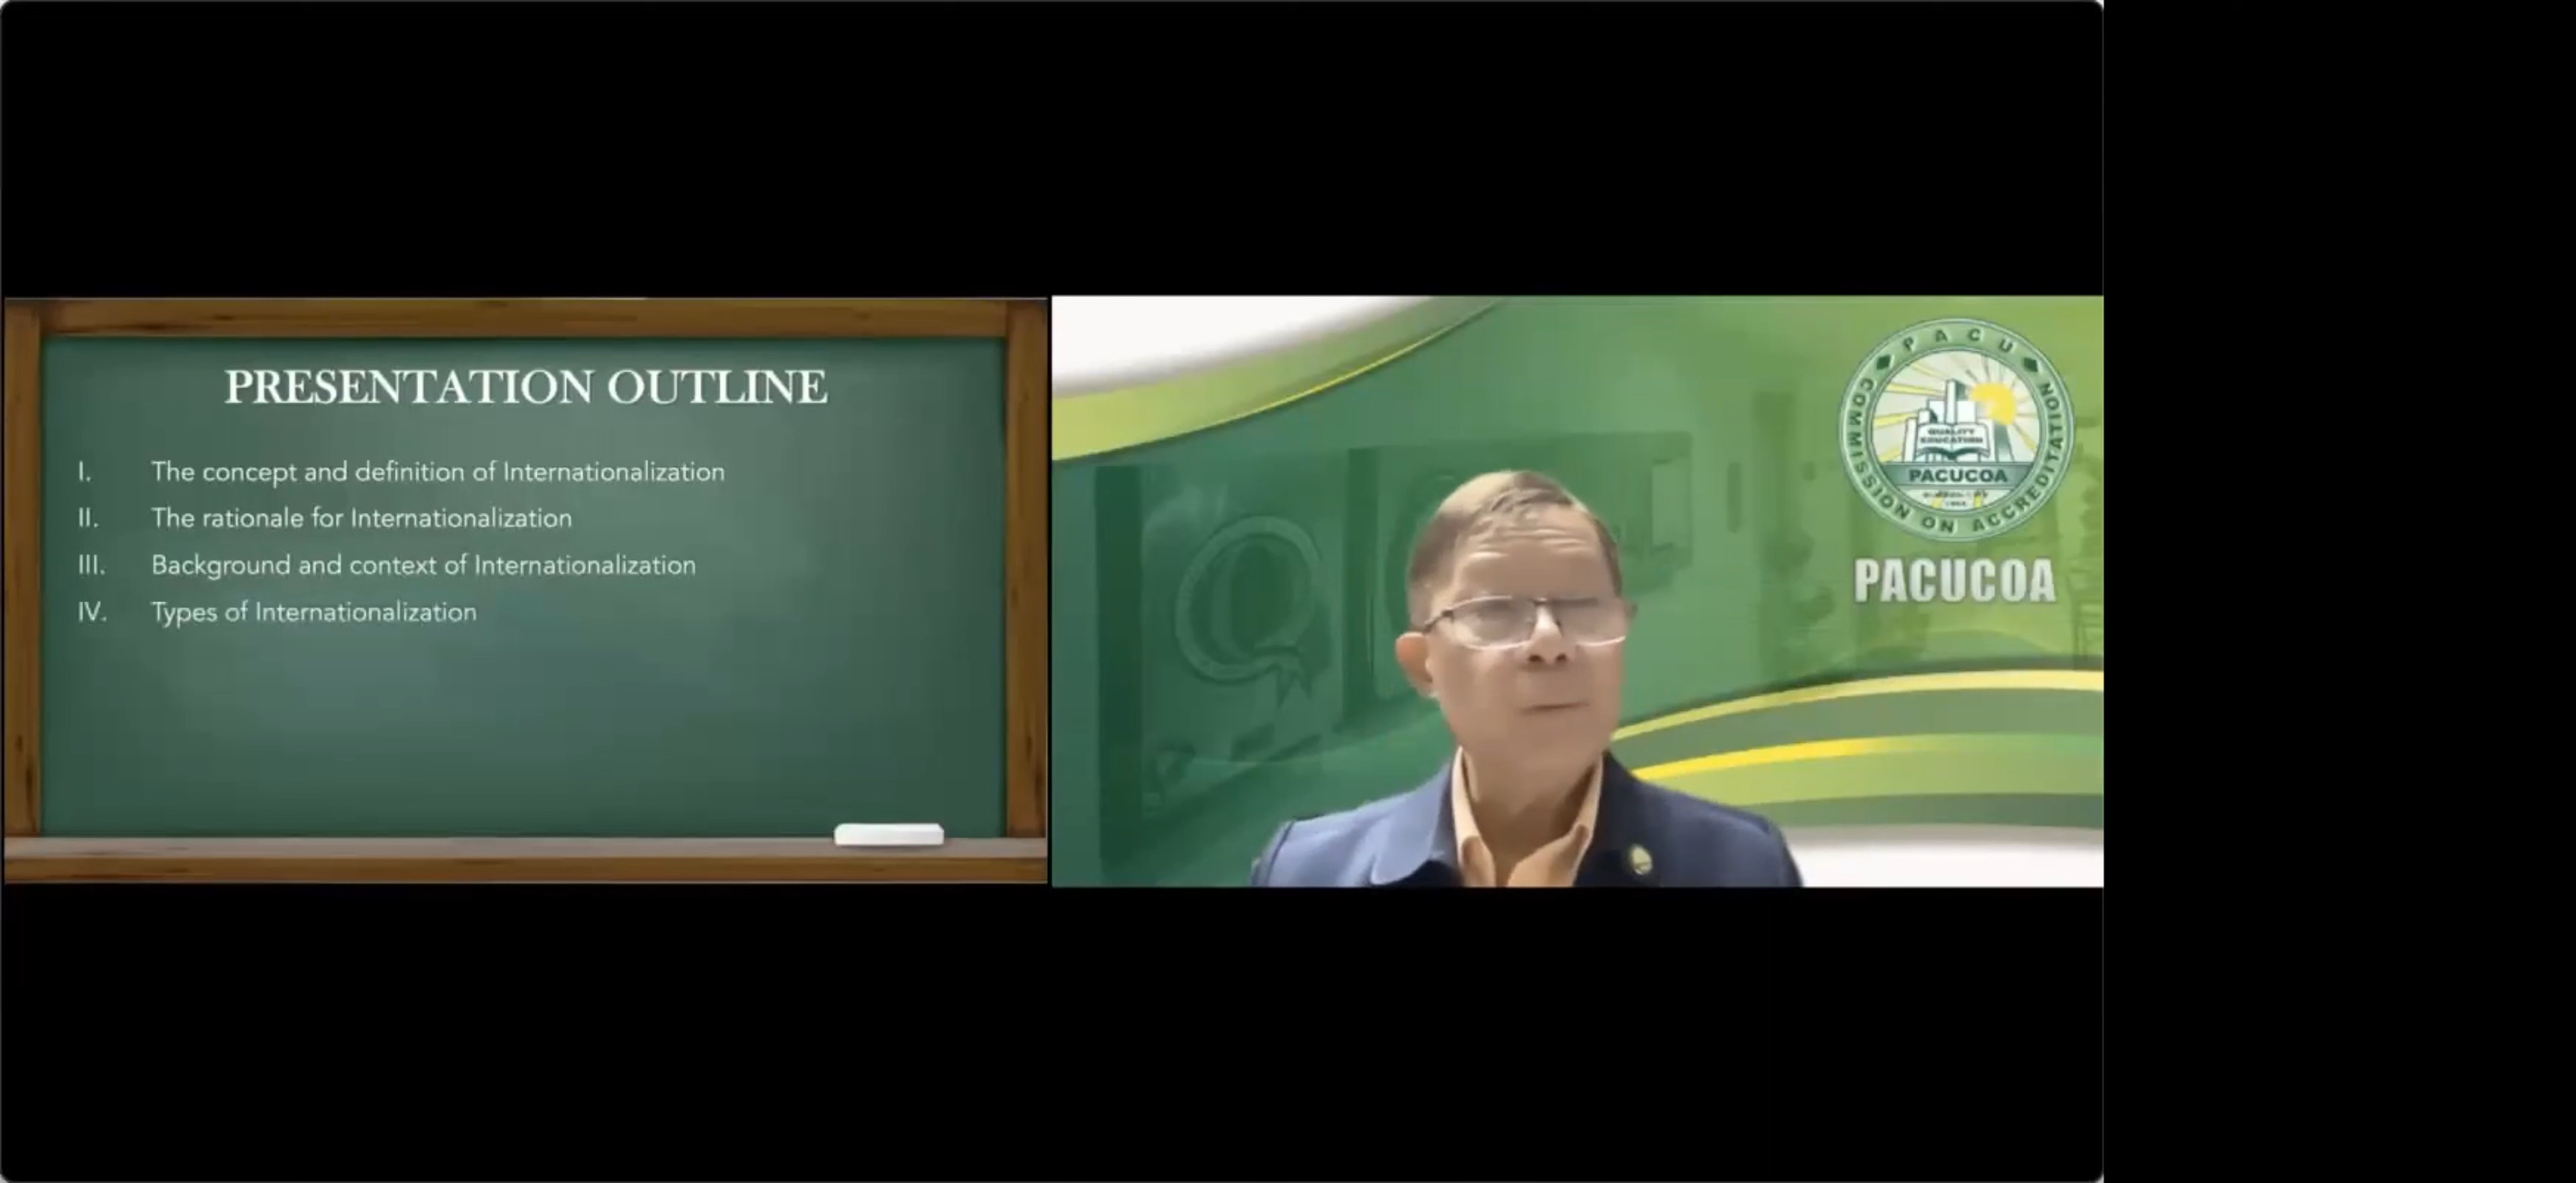 PRESENTATION OUTLINE
I. The concept and definition of Internationalization
II. The rationale for Internationalization
III. Background and context of Internationalization
IV. Types of Internationalization
PACU
COMMISSION ON ACCREDITATION
QUALITY
EDUCATION
PACUCOA
PACUCOA